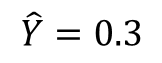 Ŷ = 0.3